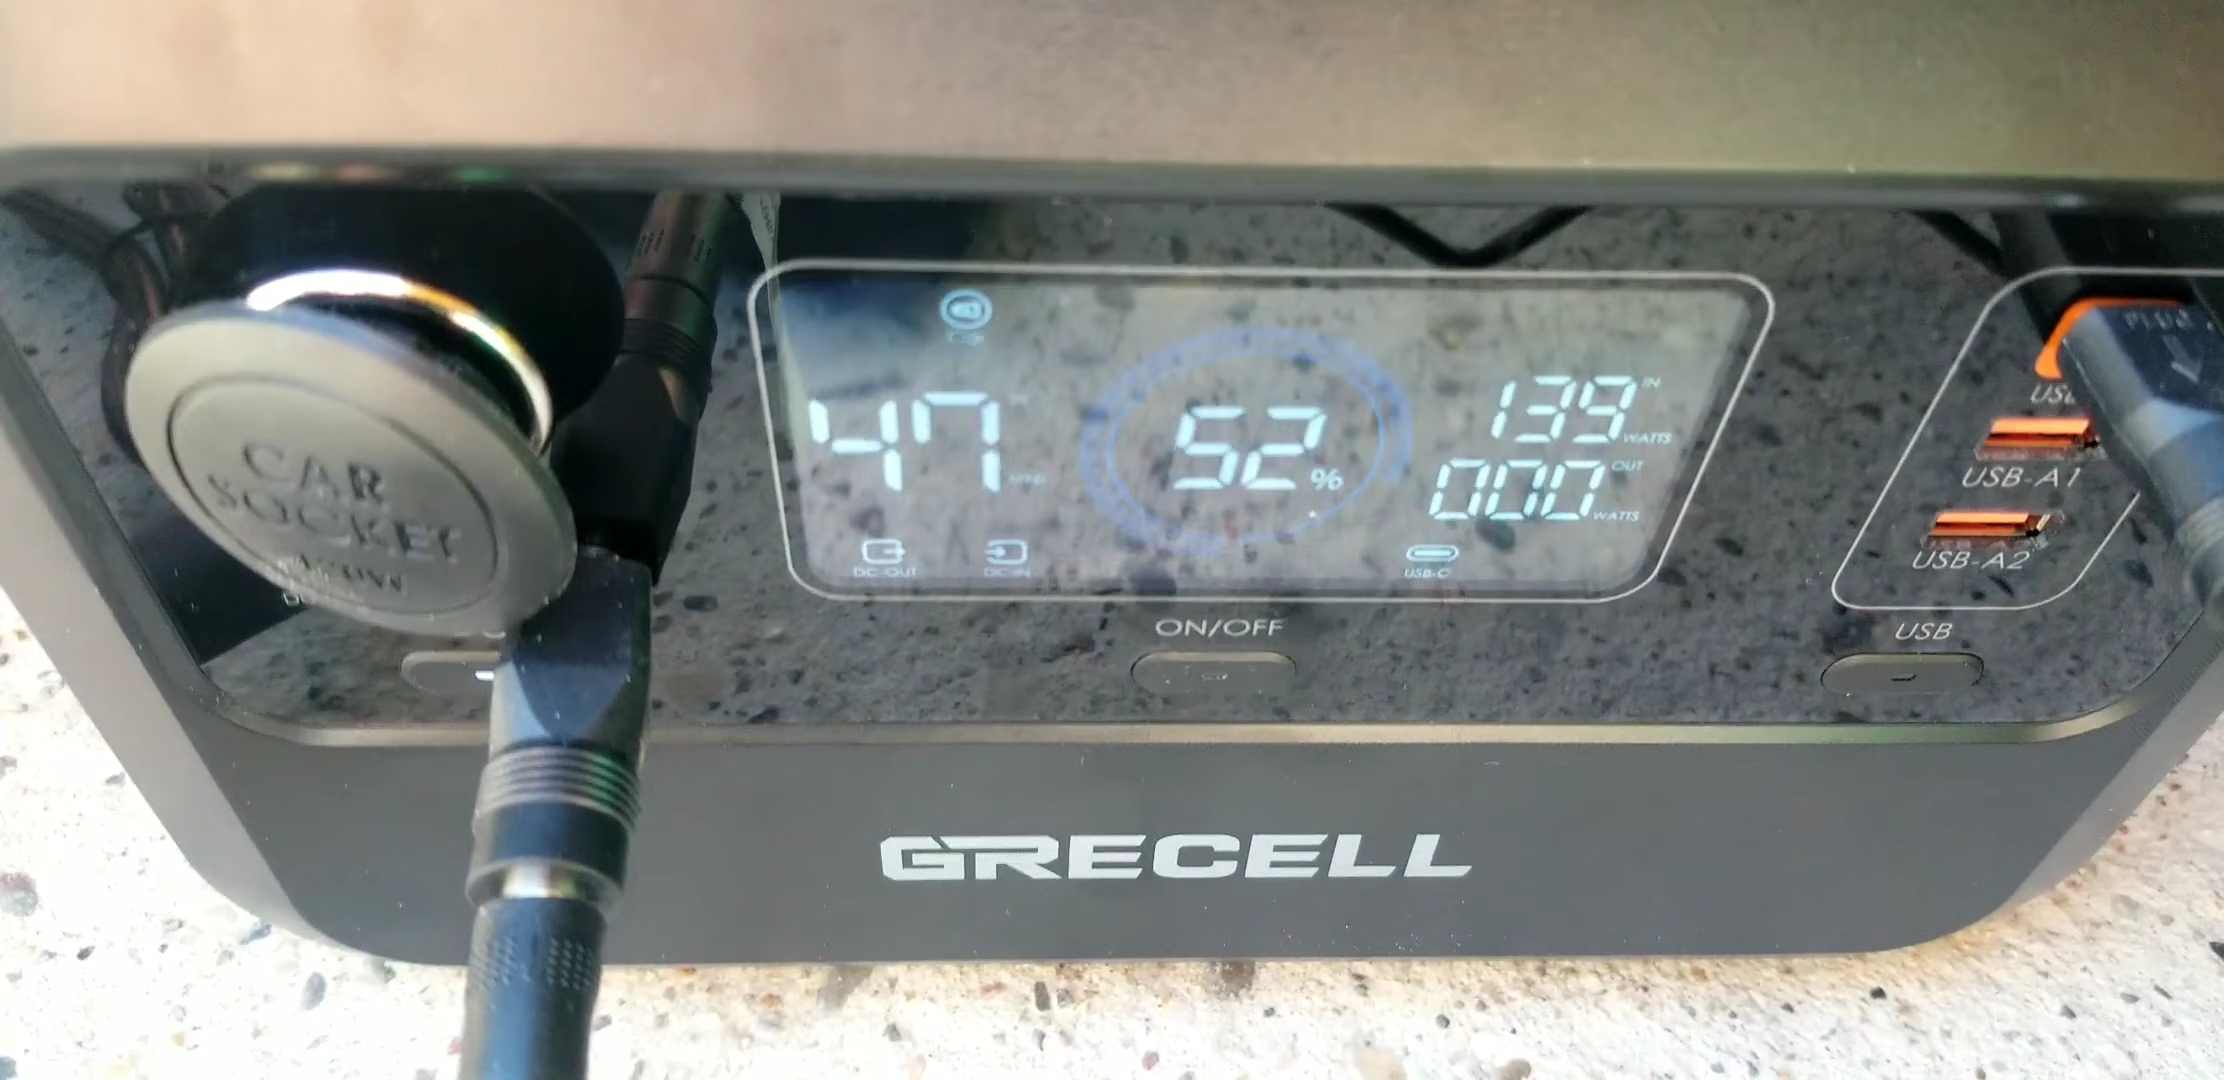 CAR
SOCKET
47
52 %
139 IN
WATTS
000 OUT
WATTS
DC-OUT
DC-IN
USB-C
USB-A1
USB-A2
ON/OFF
USB
GRECELL